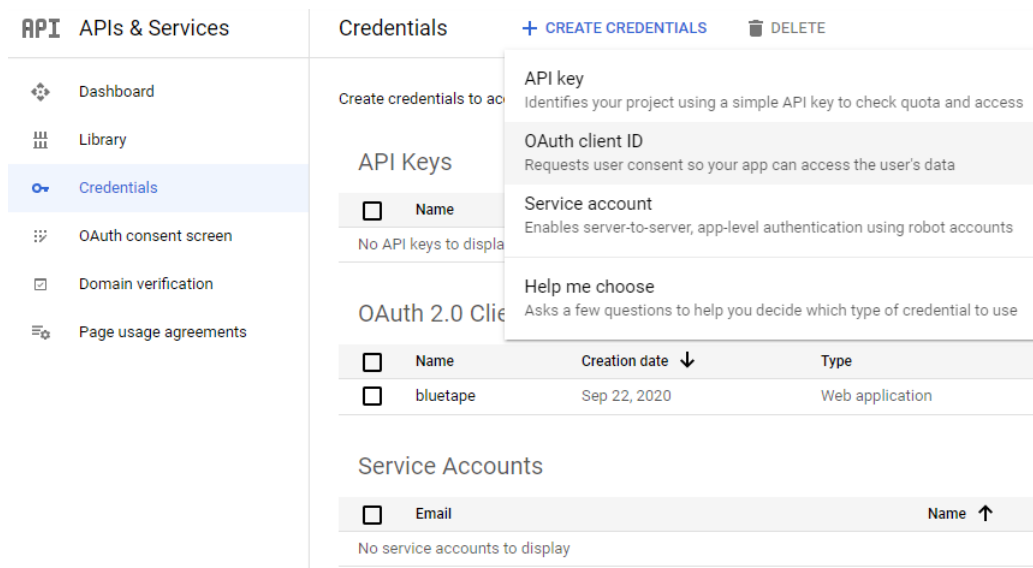 API APIs & Services
Credentials
+ CREATE CREDENTIALS
DELETE
Dashboard
Library
Credentials
OAuth consent screen
Domain verification
Page usage agreements
Create credentials to
API key
Identifies your project using a simple API key to check quota and access
OAuth client ID
Requests user consent so your app can access the user's data
Service account
Enables server-to-server, app-level authentication using robot accounts
Help me choose
Asks a few questions to help you decide which type of credential to use
API Keys
Name
No API keys to
OAuth 2.0
Name Creation date Type
bluetape Sep 22, 2020 Web application
Service Accounts
Email Name
No service accounts to display